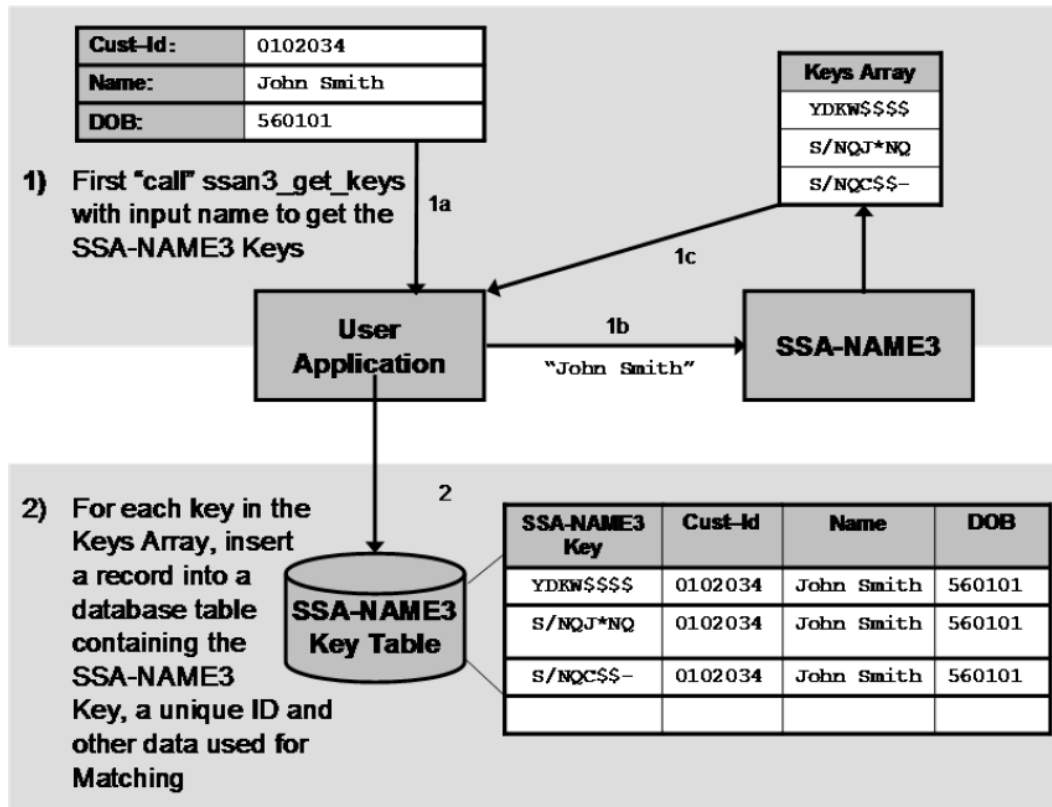 Cust-Id: 0102034
Name: John Smith
DOB: 560101
Keys Array
YDKW$$$$
S/NQJ*NQ
S/NQC$$-
1) First “call” ssan3_get_keys
with input name to get the
SSA-NAME3 Keys
1a
1c
User
Application
1b
“John Smith”
SSA-NAME3
2) For each key in the
Keys Array, insert
a record into a
database table
containing the
SSA-NAME3
Key, a unique ID and
other data used for
Matching
2
SSA-NAME3
Key Table
SSA-NAME3
Key Cust-Id Name DOB
YDKW$$$$ 0102034 John Smith 560101
S/NQJ*NQ 0102034 John Smith 560101
S/NQC$$- 0102034 John Smith 560101